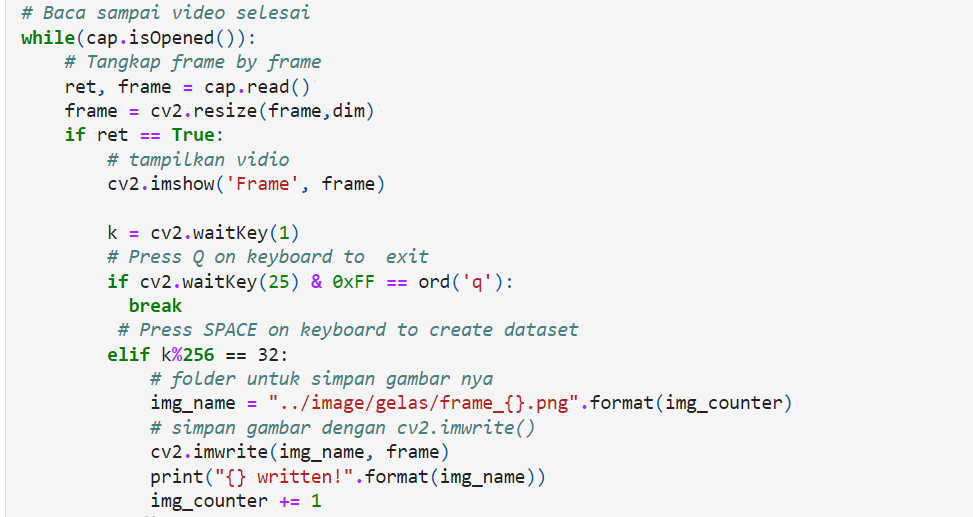 # Baca sampai video selesai
while(cap.isOpened()):
    # Tangkap frame by frame
    ret, frame = cap.read()
    frame = cv2.resize(frame,dim)
    if ret == True:
        # tampilkan vidio
        cv2.imshow('Frame', frame)

        k = cv2.waitKey(1)
        # Press Q on keyboard to  exit
        if cv2.waitKey(25) & 0xFF == ord('q'):
          break
         # Press SPACE on keyboard to create dataset
        elif k%256 == 32:
            # folder untuk simpan gambar nya
            img_name = "../image/gelas/frame_{}.png".format(img_counter)
            # simpan gambar dengan cv2.imwrite()
            cv2.imwrite(img_name, frame)
            print("{} written!".format(img_name))
            img_counter += 1